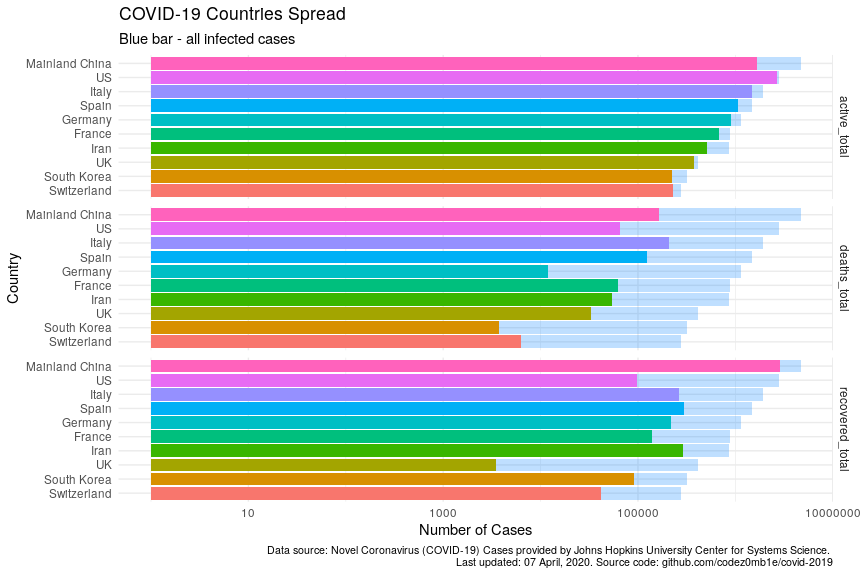 COVID-19 Countries Spread
Blue bar - all infected cases
Mainland China
US
Italy
Spain
Germany
France
Iran
UK
South Korea
Switzerland
active_total
Mainland China
US
Italy
Spain
Germany
France
Iran
UK
South Korea
Switzerland
deaths_total
Mainland China
US
Italy
Spain
Germany
France
Iran
UK
South Korea
Switzerland
recovered_total
Country
10
1000
100000
10000000
Number of Cases
Data source: Novel Coronavirus (COVID-19) Cases provided by Johns Hopkins University Center for Systems Science.
Last updated: 07 April, 2020. Source code: github.com/codez0mb1e/covid-2019